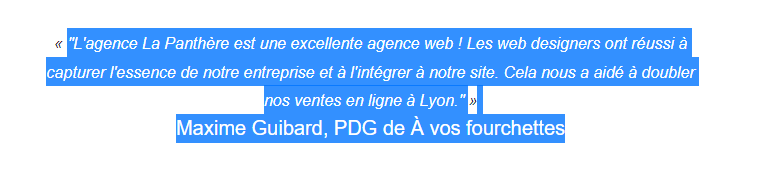 « "L'agence La Panthère est une excellente agence web ! Les web designers ont réussi à
capturer l'essence de notre entreprise et à l'intégrer à notre site. Cela nous a aidé à doubler
nos ventes en ligne à Lyon." »
Maxime Guibard, PDG de À vos fourchettes